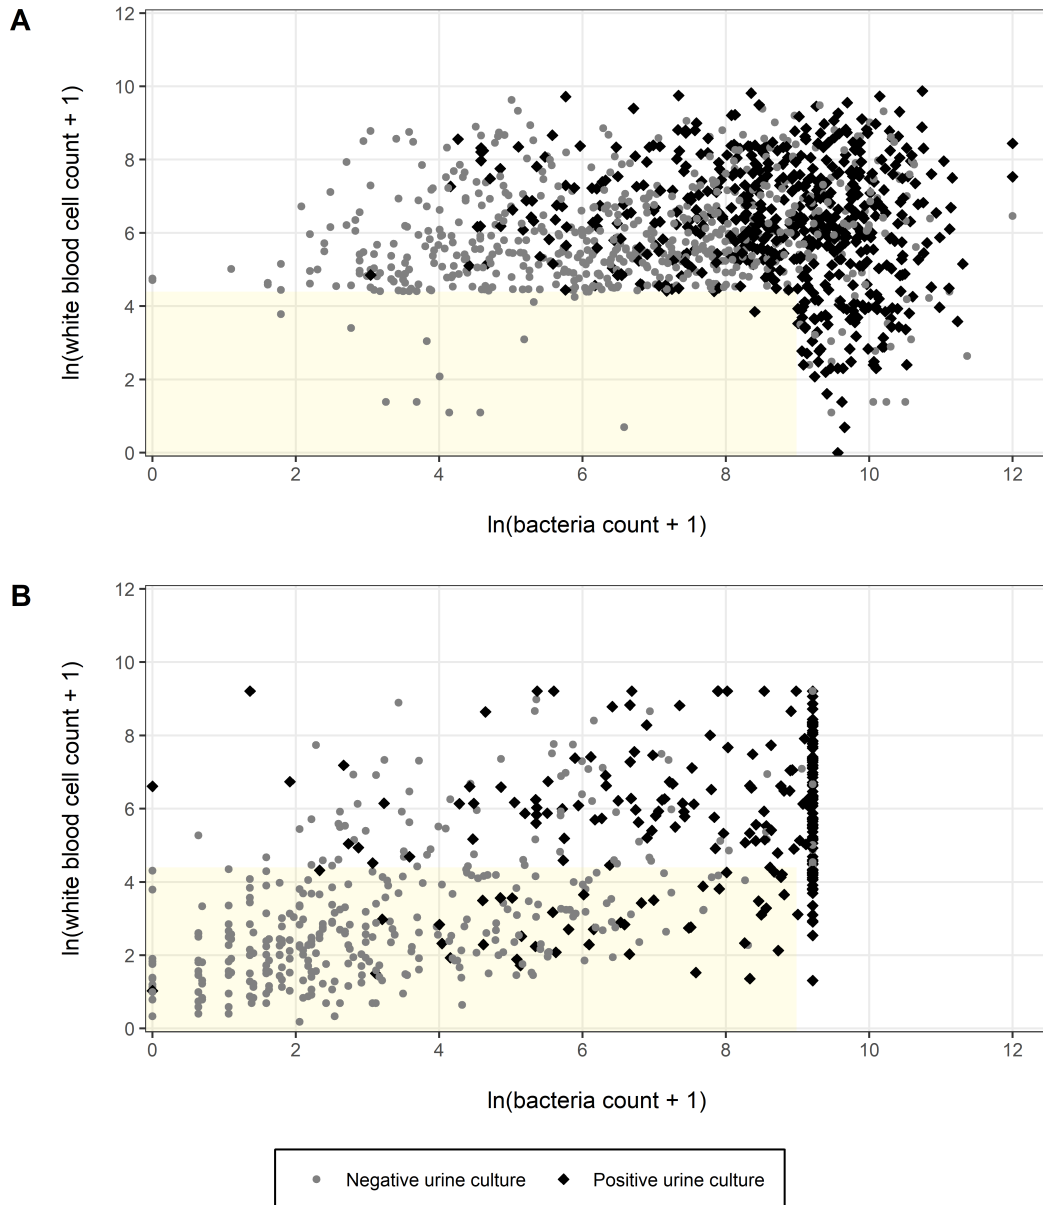 A
12
10
8
6
4
2
0
ln(white blood cell count + 1)
0 2 4 6 8 10 12
ln(bacteria count + 1)
B
12
10
8
6
4
2
0
ln(white blood cell count + 1)
0 2 4 6 8 10 12
ln(bacteria count + 1)
Negative urine culture Positive urine culture